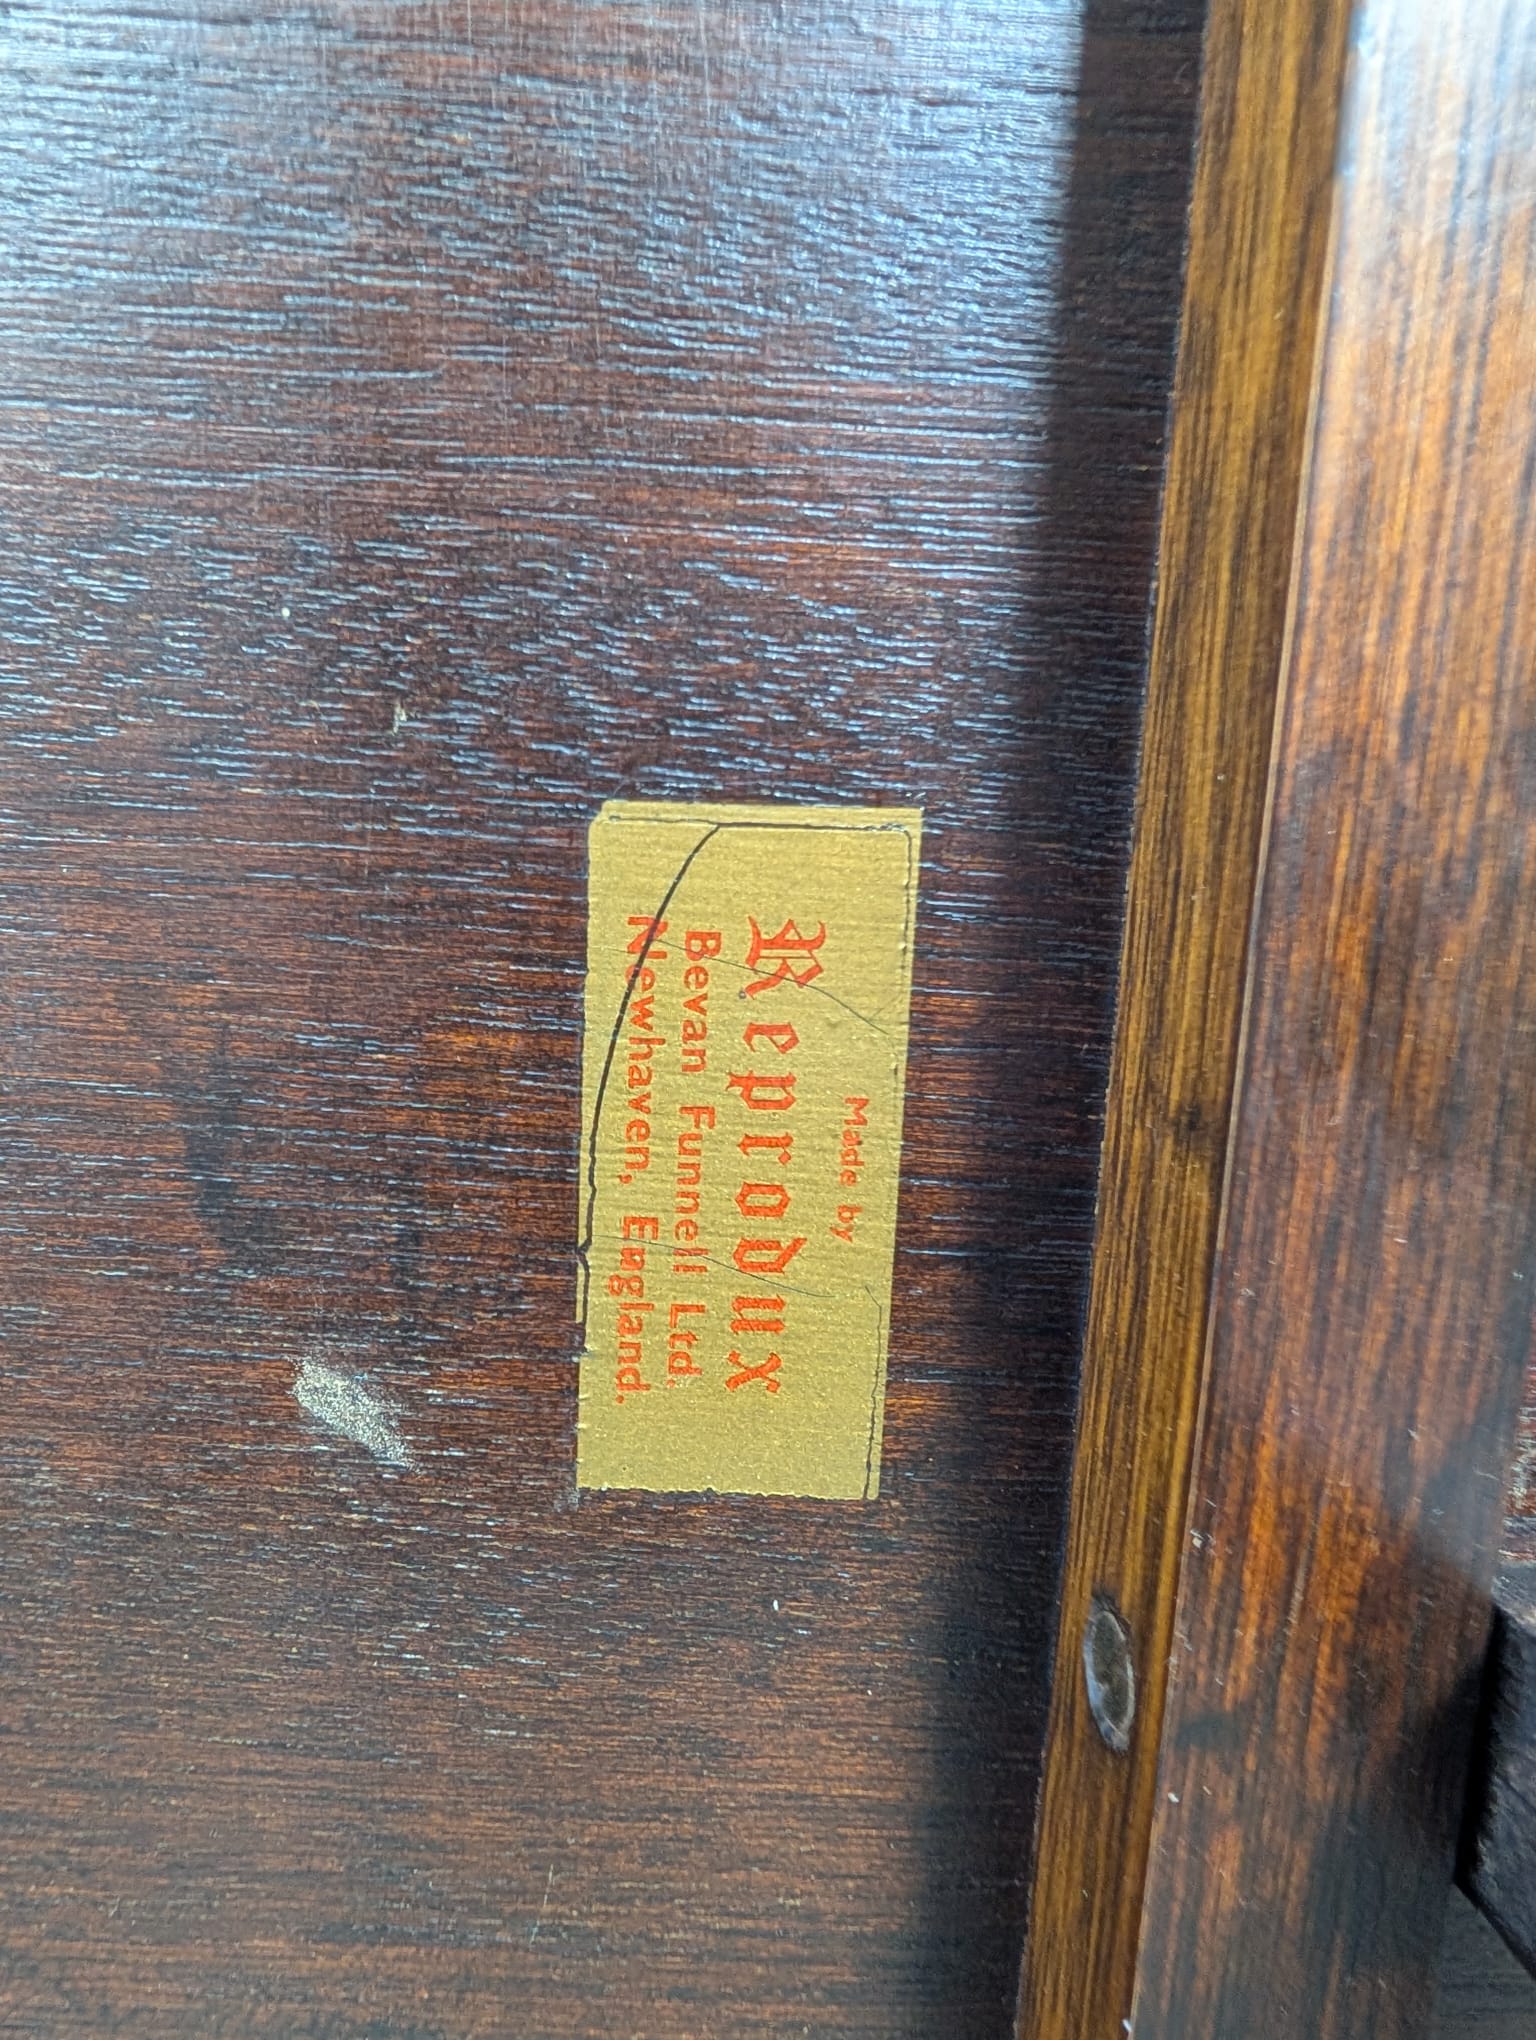 Made by
Reprodux
Bevan Funnell Ltd.
Newhaven, England.